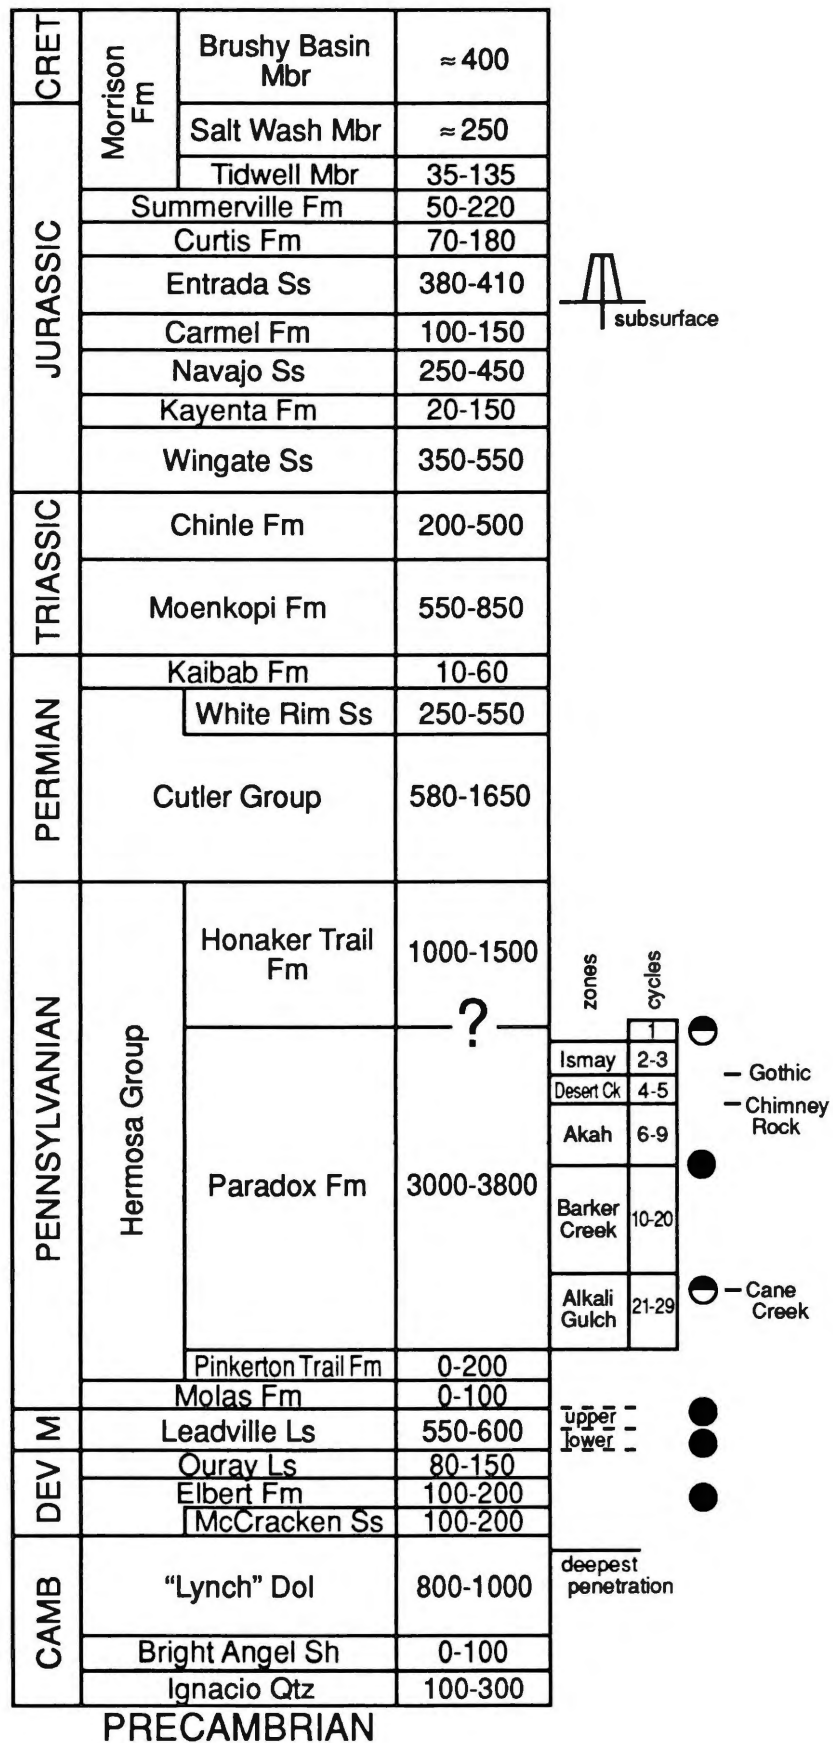 CRET
Morrison
Fm
Brushy Basin
Mbr
≈400
JURASSIC
Salt Wash Mbr
≈250
Tidwell Mbr
35-135
Summerville Fm
50-220
Curtis Fm
70-180
Entrada Ss
380-410
subsurface
Carmel Fm
100-150
Navajo Ss
250-450
Kayenta Fm
20-150
Wingate Ss
350-550
TRIASSIC
Chinle Fm
200-500
Moenkopi Fm
550-850
PERMIAN
Kaibab Fm
10-60
White Rim Ss
250-550
Cutler Group
580-1650
PENNSYLVANIAN
Hermosa Group
Honaker Trail
Fm
1000-1500
?
zones
cycles
1
Ismay
2-3
Gothic
Desert Ck
4-5
Chimney
Rock
Akah
6-9
Paradox Fm
3000-3800
Barker
Creek
10-20
Alkali
Gulch
21-29
Cane
Creek
Pinkerton Trail Fm
0-200
Molas Fm
0-100
M
Leadville Ls
550-600
upper
lower
DEV
Ouray Ls
80-150
Elbert Fm
100-200
McCracken Ss
100-200
deepest
penetration
CAMB
“Lynch” Dol
800-1000
Bright Angel Sh
0-100
Ignacio Qtz
100-300
PRECAMBRIAN